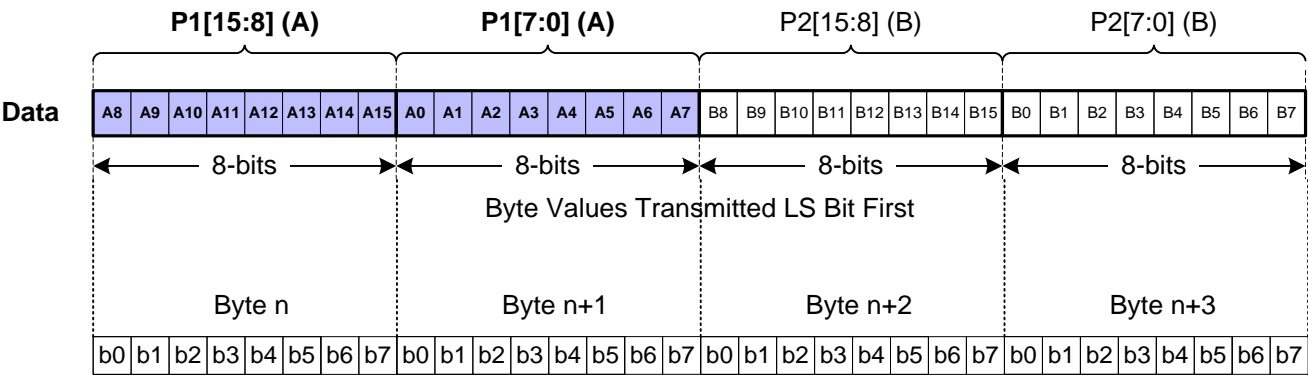 P1[15:8] (A) P1[7:0] (A) P2[15:8] (B) P2[7:0] (B)
Data A8 A9 A10 A11 A12 A13 A14 A15 A0 A1 A2 A3 A4 A5 A6 A7 B8 B9 B10 B11 B12 B13 B14 B15 B0 B1 B2 B3 B4 B5 B6 B7
8-bits 8-bits 8-bits 8-bits
Byte Values Transmitted LS Bit First
Byte n Byte n+1 Byte n+2 Byte n+3
b0 b1 b2 b3 b4 b5 b6 b7 b0 b1 b2 b3 b4 b5 b6 b7 b0 b1 b2 b3 b4 b5 b6 b7 b0 b1 b2 b3 b4 b5 b6 b7